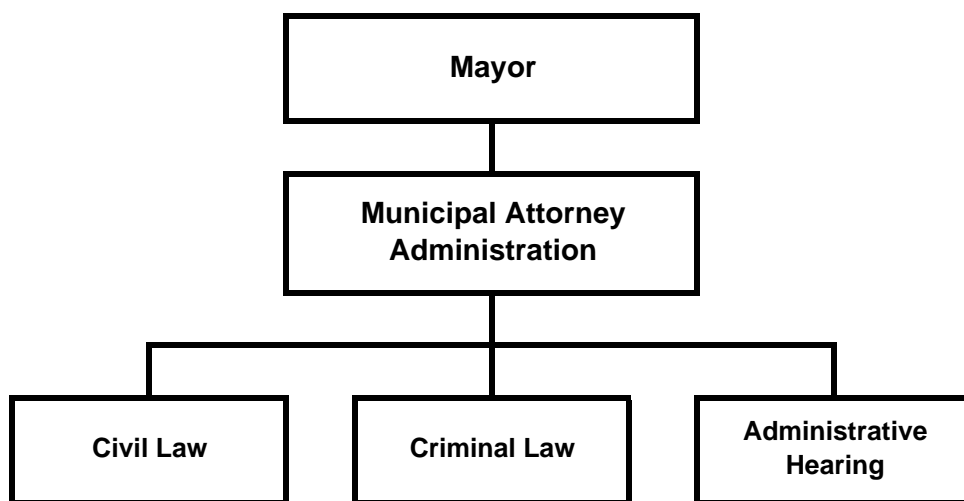 Mayor
Municipal Attorney
Administration
Civil Law
Criminal Law
Administrative
Hearing